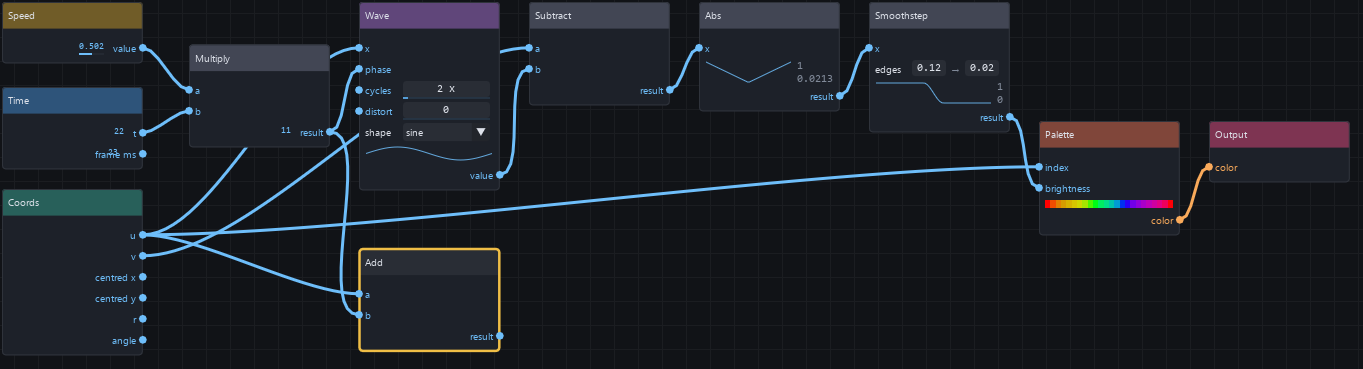 Speed
0.502 value
Time
22 t
23 frame ms
Coords
u
v
centred x
centred y
r
angle
Multiply
a
b
11 result
Wave
x
phase
cycles 2 x
distort 0
shape sine
value
Add
a
b
result
Subtract
a
b
result
Abs
x
1
0.0213
result
Smoothstep
x
edges 0.12 → 0.02
1
0
result
Palette
index
brightness
color
Output
color